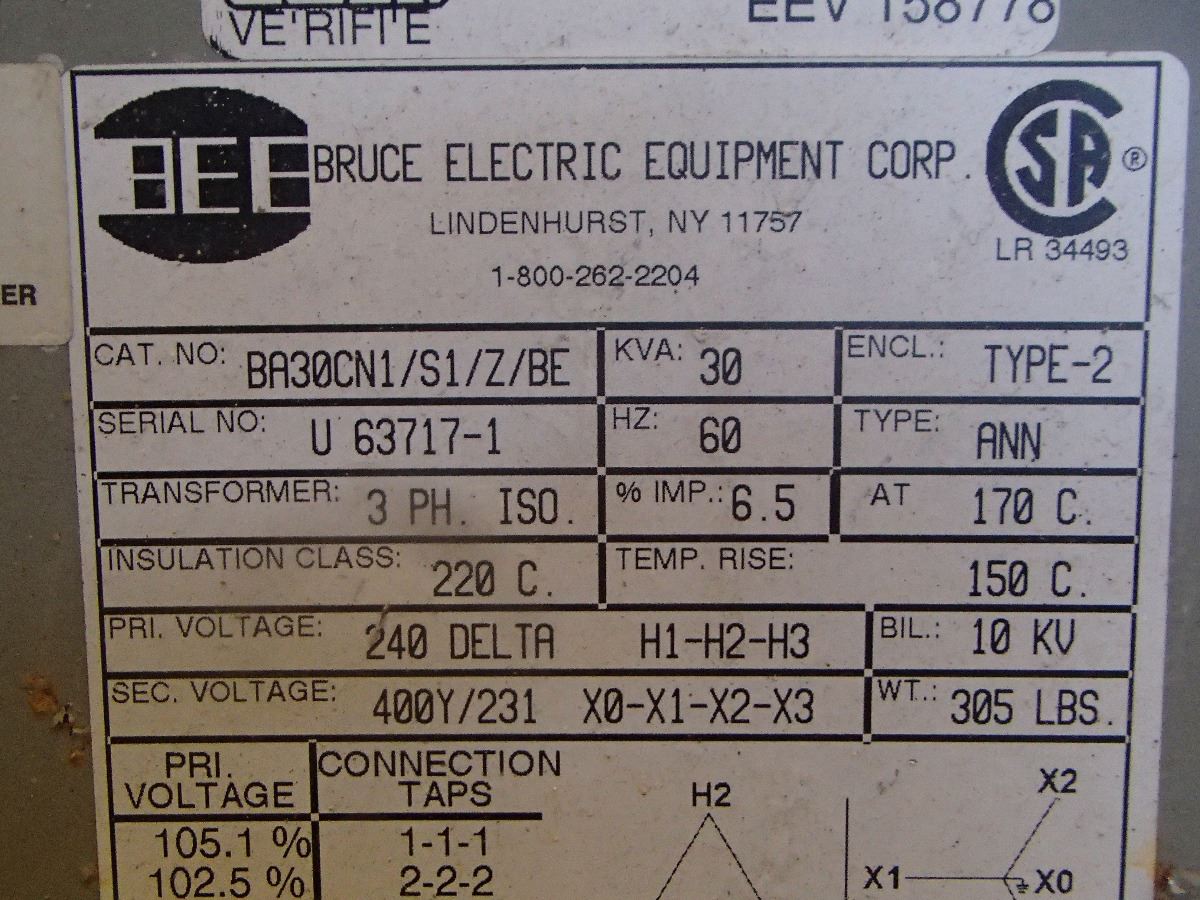 VERIFIE
EEV 158778
BEC BRUCE ELECTRIC EQUIPMENT CORP.
LINDENHURST, NY 11757
1-800-262-2204
SA ®
LR 34493
ER
CAT. NO: BA30CN1/S1/Z/BE KVA: 30 ENCL.: TYPE-2
SERIAL NO: U 63717-1 HZ: 60 TYPE: ANN
TRANSFORMER: 3 PH. ISO. % IMP.: 6.5 AT 170 C.
INSULATION CLASS: 220 C. TEMP. RISE: 150 C.
PRI. VOLTAGE: 240 DELTA H1-H2-H3 BIL.: 10 KV
SEC. VOLTAGE: 400Y/231 X0-X1-X2-X3 WT.: 305 LBS.
PRI. VOLTAGE CONNECTION TAPS
105.1 % 1-1-1
102.5 % 2-2-2
H2
X2
X1 X0